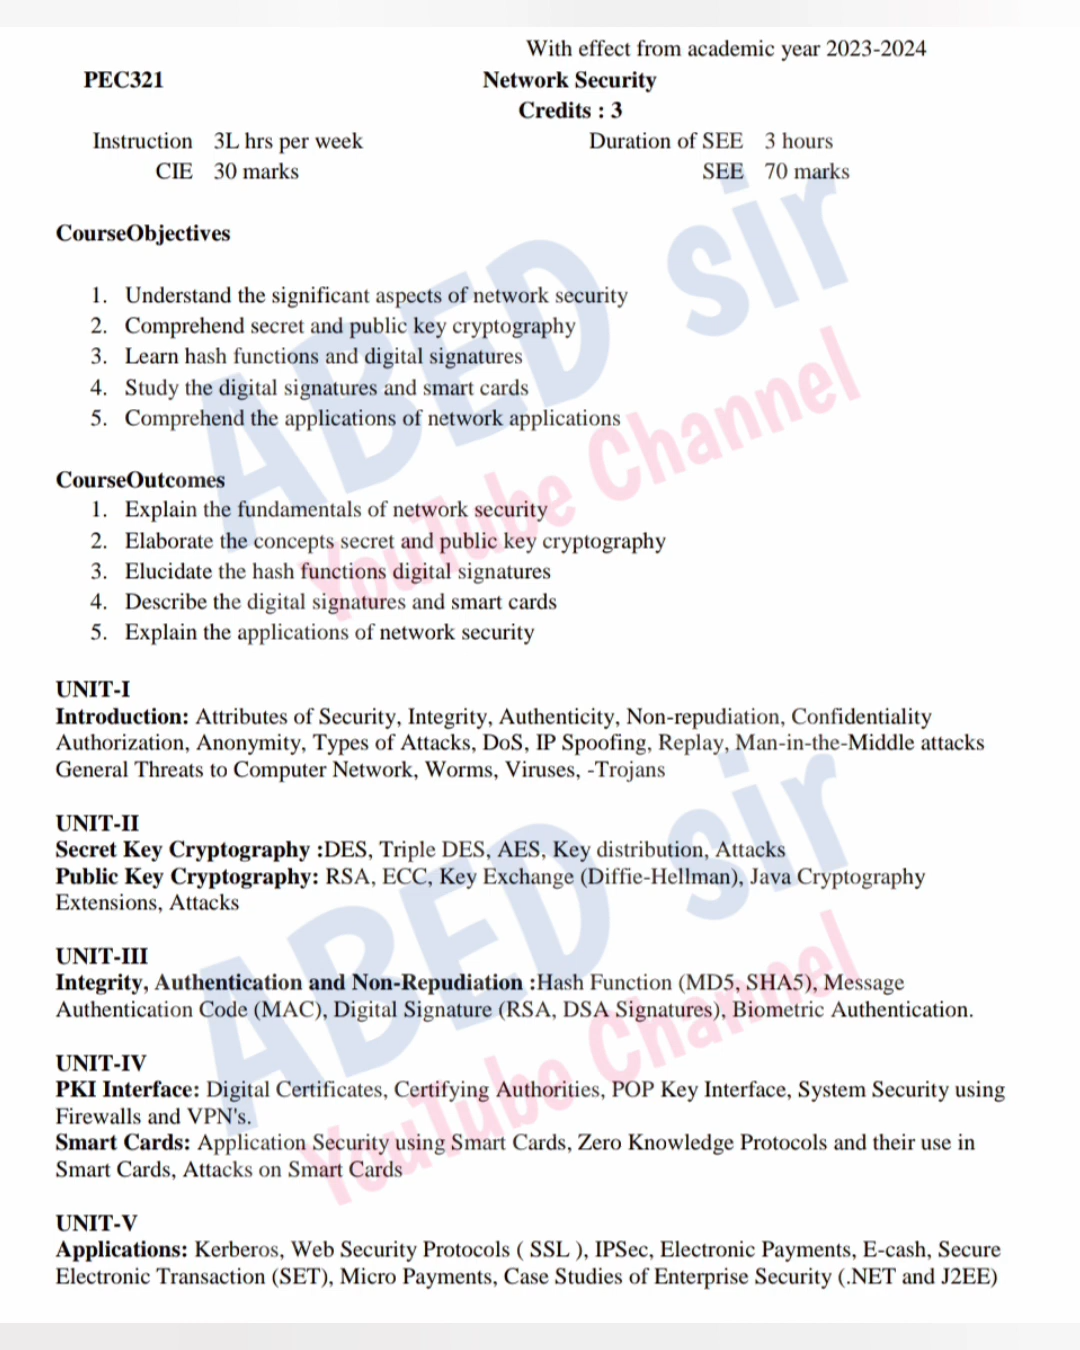 With effect from academic year 2023-2024
PEC321 Network Security
Credits : 3
Instruction 3L hrs per week Duration of SEE 3 hours
CIE 30 marks SEE 70 marks
CourseObjectives
1. Understand the significant aspects of network security
2. Comprehend secret and public key cryptography
3. Learn hash functions and digital signatures
4. Study the digital signatures and smart cards
5. Comprehend the applications of network applications
CourseOutcomes
1. Explain the fundamentals of network security
2. Elaborate the concepts secret and public key cryptography
3. Elucidate the hash functions digital signatures
4. Describe the digital signatures and smart cards
5. Explain the applications of network security
UNIT-I
Introduction: Attributes of Security, Integrity, Authenticity, Non-repudiation, Confidentiality
Authorization, Anonymity, Types of Attacks, DoS, IP Spoofing, Replay, Man-in-the-Middle attacks
General Threats to Computer Network, Worms, Viruses, -Trojans
UNIT-II
Secret Key Cryptography :DES, Triple DES, AES, Key distribution, Attacks
Public Key Cryptography: RSA, ECC, Key Exchange (Diffie-Hellman), Java Cryptography
Extensions, Attacks
UNIT-III
Integrity, Authentication and Non-Repudiation :Hash Function (MD5, SHA5), Message
Authentication Code (MAC), Digital Signature (RSA, DSA Signatures), Biometric Authentication.
UNIT-IV
PKI Interface: Digital Certificates, Certifying Authorities, POP Key Interface, System Security using
Firewalls and VPN's.
Smart Cards: Application Security using Smart Cards, Zero Knowledge Protocols and their use in
Smart Cards, Attacks on Smart Cards
UNIT-V
Applications: Kerberos, Web Security Protocols ( SSL ), IPSec, Electronic Payments, E-cash, Secure
Electronic Transaction (SET), Micro Payments, Case Studies of Enterprise Security (.NET and J2EE)
ABED sir
YouTube Channel
ABED sir
YouTube Channel